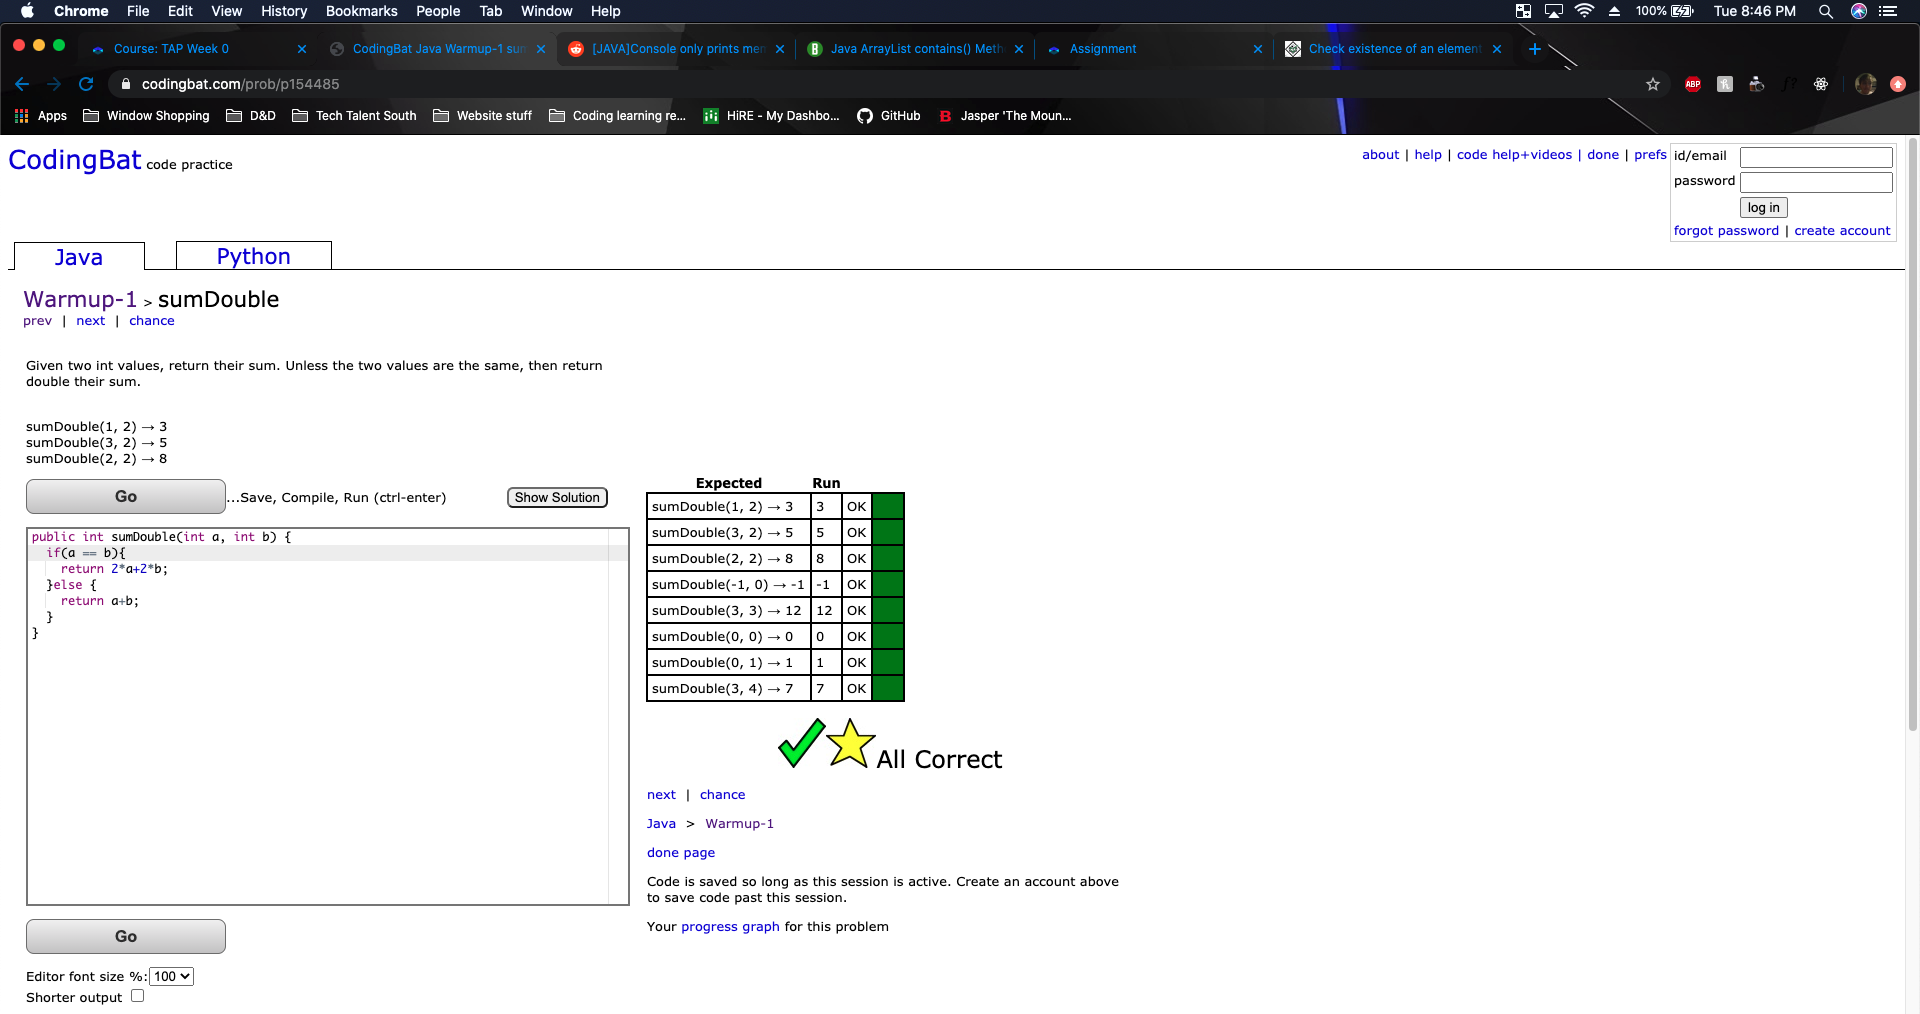 Chrome File Edit View History Bookmarks People Tab Window Help 100% Tue 8:46 PM
Course: TAP Week 0 CodingBat Java Warmup-1 sum [JAVA]Console only prints mem Java ArrayList contains() Meth Assignment Check existence of an element
codingbat.com/prob/p154485
Apps Window Shopping D&D Tech Talent South Website stuff Coding learning re... HiRE - My Dashbo... GitHub Jasper 'The Moun...
CodingBat code practice
about | help | code help+videos | done | prefs
id/email
password
log in
forgot password | create account
Java Python
Warmup-1 > sumDouble
prev | next | chance
Given two int values, return their sum. Unless the two values are the same, then return
double their sum.
sumDouble(1, 2) → 3
sumDouble(3, 2) → 5
sumDouble(2, 2) → 8
Go ...Save, Compile, Run (ctrl-enter) Show Solution
public int sumDouble(int a, int b) {
if(a == b){
return 2*a+2*b;
}else {
return a+b;
}
}
Go
Editor font size %: 100
Shorter output
Expected Run
sumDouble(1, 2) → 3 3 OK
sumDouble(3, 2) → 5 5 OK
sumDouble(2, 2) → 8 8 OK
sumDouble(-1, 0) → -1 -1 OK
sumDouble(3, 3) → 12 12 OK
sumDouble(0, 0) → 0 0 OK
sumDouble(0, 1) → 1 1 OK
sumDouble(3, 4) → 7 7 OK
All Correct
next | chance
Java > Warmup-1
done page
Code is saved so long as this session is active. Create an account above
to save code past this session.
Your progress graph for this problem